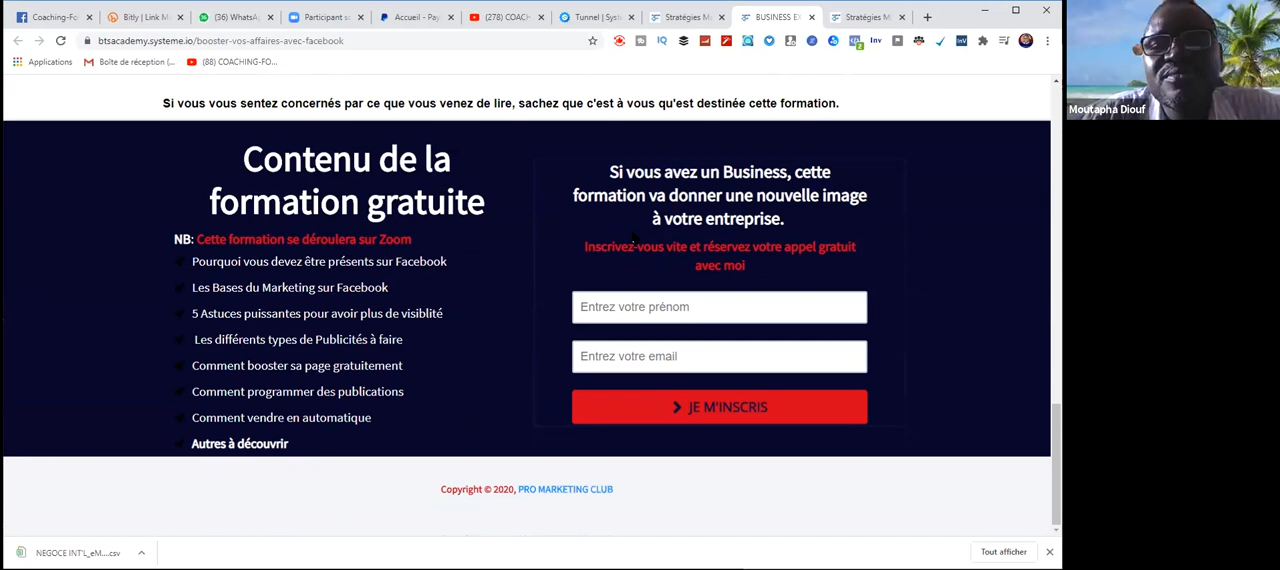 Coaching-Fo
Bitly | Link M
(36) WhatsA
Participant s
Accueil - Pay
(278) COACH
Tunnel | Syst
Stratégies M
BUSINESS EX
Stratégies M
btsacademy.systeme.io/booster-vos-affaires-avec-facebook
Applications
Boîte de réception (...
(88) COACHING-FO...
Moutapha Diouf
Si vous vous sentez concernés par ce que vous venez de lire, sachez que c'est à vous qu'est destinée cette formation.
Contenu de la
formation gratuite
NB: Cette formation se déroulera sur Zoom
Pourquoi vous devez être présents sur Facebook
Les Bases du Marketing sur Facebook
5 Astuces puissantes pour avoir plus de visiblité
Les différents types de Publicités à faire
Comment booster sa page gratuitement
Comment programmer des publications
Comment vendre en automatique
Autres à découvrir
Si vous avez un Business, cette
formation va donner une nouvelle image
à votre entreprise.
Inscrivez-vous vite et réservez votre appel gratuit
avec moi
Entrez votre prénom
Entrez votre email
JE M'INSCRIS
Copyright © 2020, PRO MARKETING CLUB
NEGOCE INT'L_eM....csv
Tout afficher